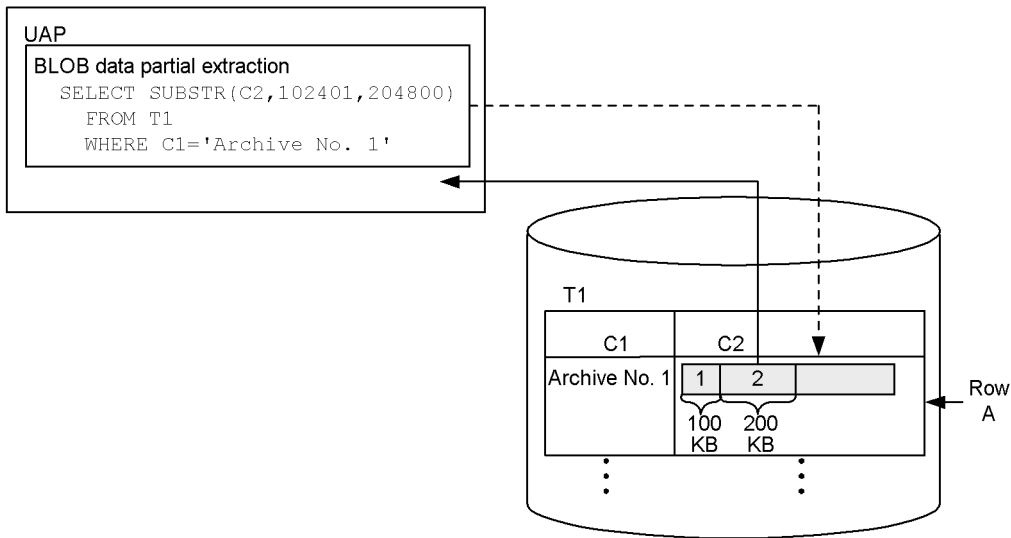 UAP
BLOB data partial extraction
SELECT SUBSTR(C2,102401,204800)
FROM T1
WHERE C1='Archive No. 1'
T1
C1 C2
Archive No. 1 1 2
100 KB
200 KB
Row A